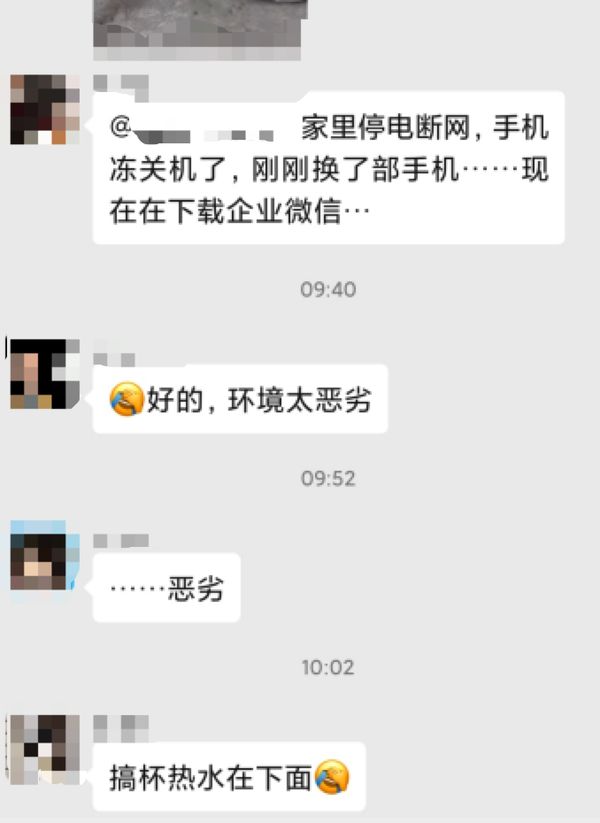 @ 家里停电断网，手机
冻关机了，刚刚换了部手机……现
在在下载企业微信…
09:40
🤦好的，环境太恶劣
09:52
……恶劣
10:02
搞杯热水在下面🤦